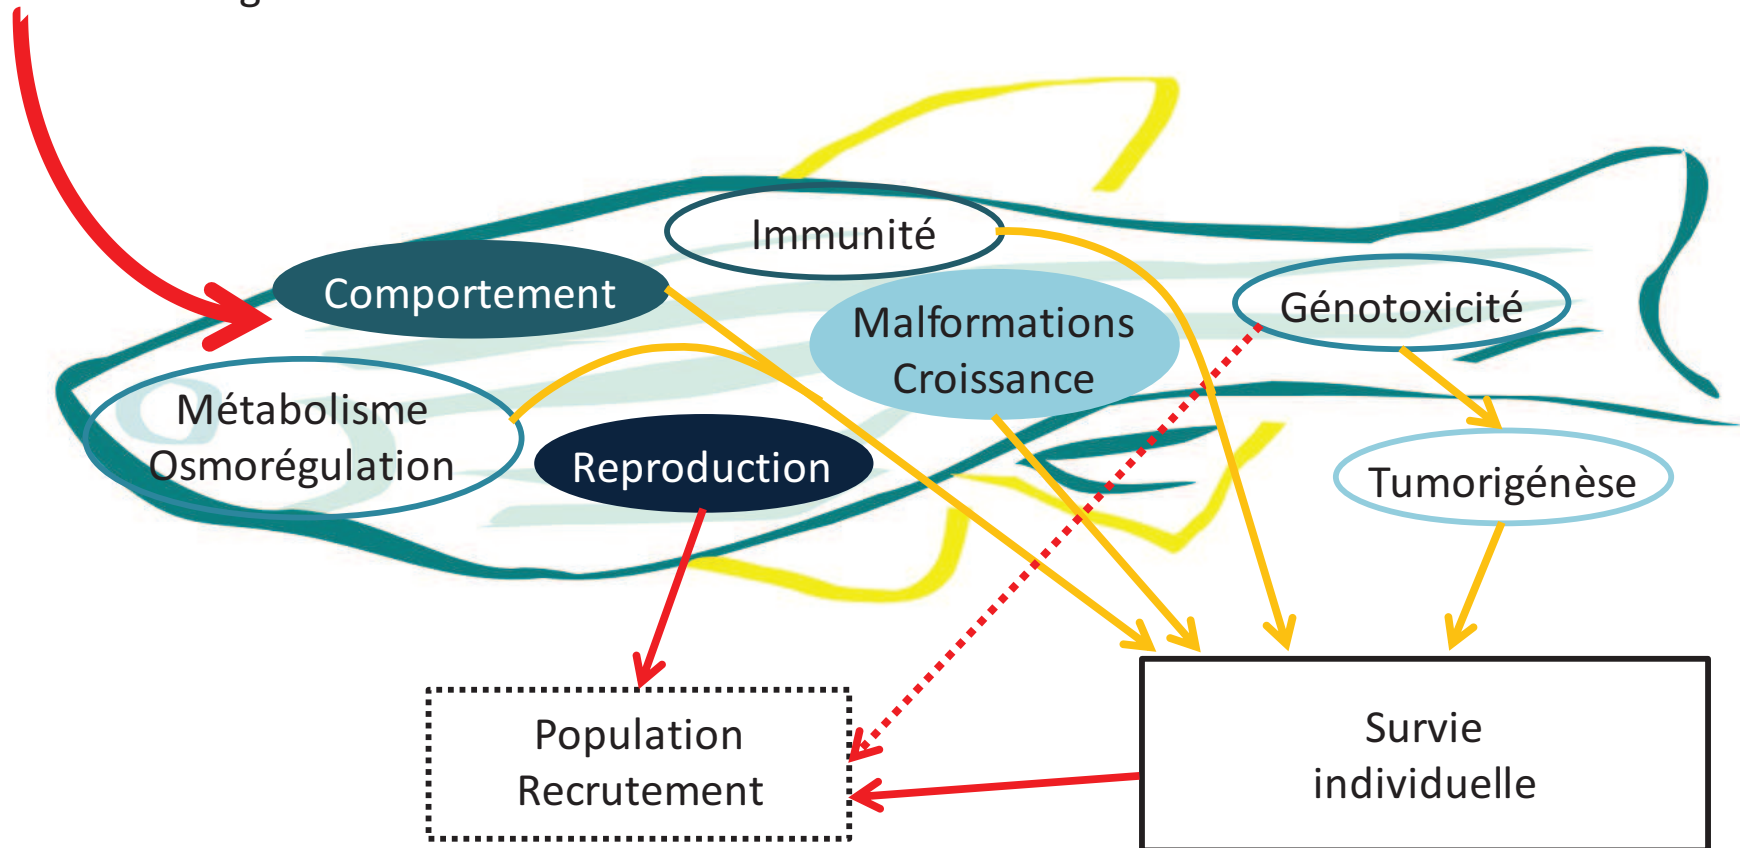 Immunité
Comportement
Génotoxicité
Malformations
Croissance
Métabolisme
Osmorégulation
Reproduction
Tumorigénèse
Population
Recrutement
Survie
individuelle